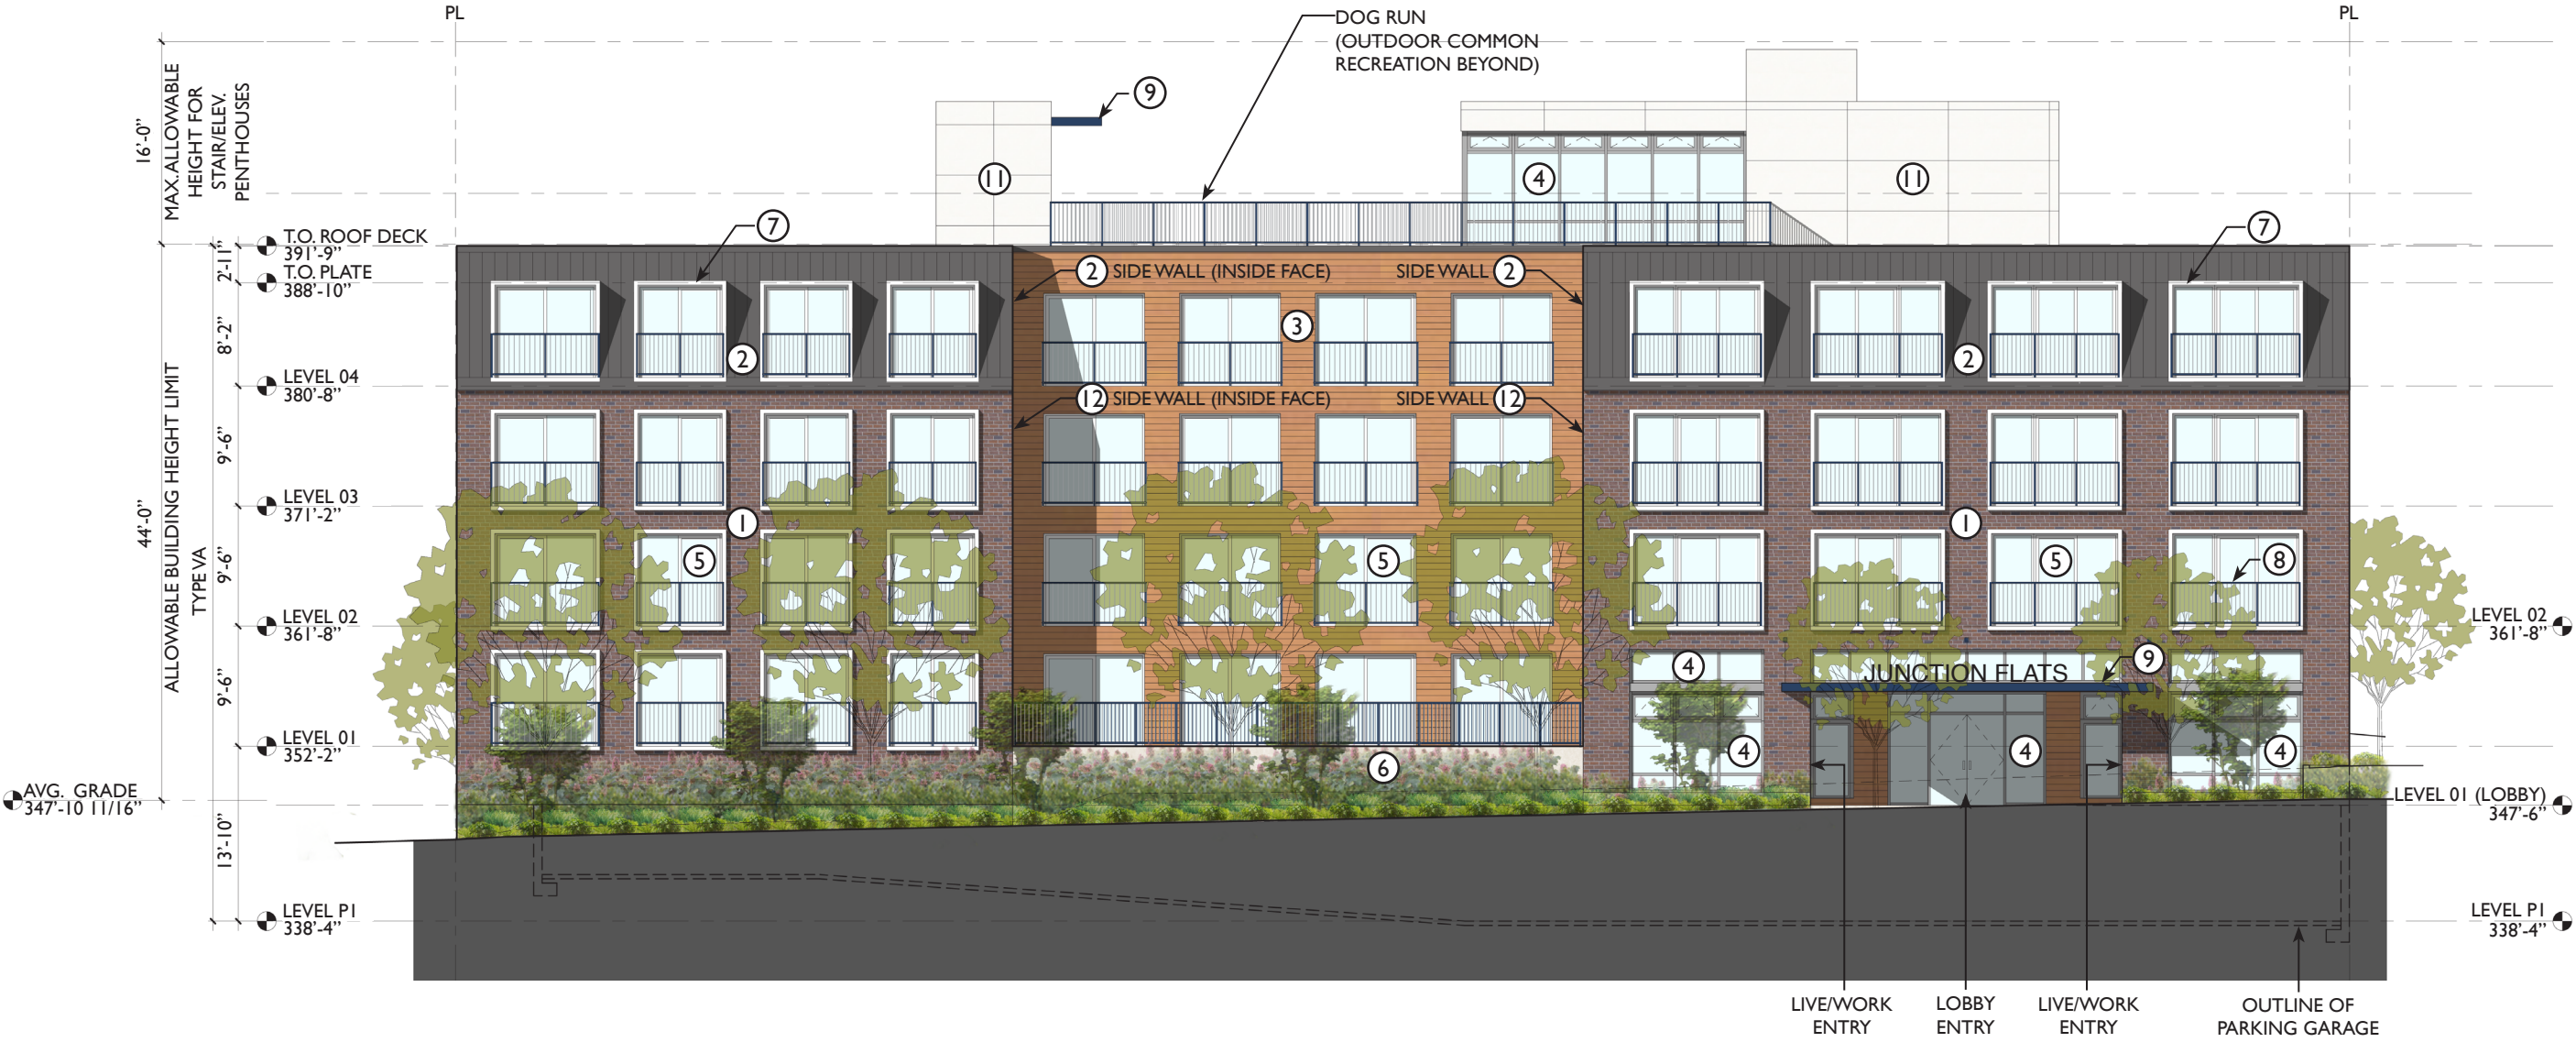 PL
PL
DOG RUN
(OUTDOOR COMMON
RECREATION BEYOND)
16'-0"
MAX. ALLOWABLE
HEIGHT FOR
STAIR/ELEV.
PENTHOUSES
9
11
4
11
7
7
T.O. ROOF DECK
391'-9"
2'-11"
T.O. PLATE
388'-10"
2 SIDE WALL (INSIDE FACE)
SIDE WALL 2
3
8'-2"
2
2
LEVEL 04
380'-8"
12 SIDE WALL (INSIDE FACE)
SIDE WALL 12
44'-0"
ALLOWABLE BUILDING HEIGHT LIMIT
TYPE VA
9'-6"
LEVEL 03
371'-2"
1
1
9'-6"
5
5
5
8
LEVEL 02
361'-8"
LEVEL 02
361'-8"
9'-6"
4
JUNCTION FLATS
9
LEVEL 01
352'-2"
4
4
4
6
AVG. GRADE
347'-10 11/16"
LEVEL 01 (LOBBY)
347'-6"
13'-10"
LEVEL P1
338'-4"
LEVEL P1
338'-4"
LIVE/WORK
ENTRY
LOBBY
ENTRY
LIVE/WORK
ENTRY
OUTLINE OF
PARKING GARAGE